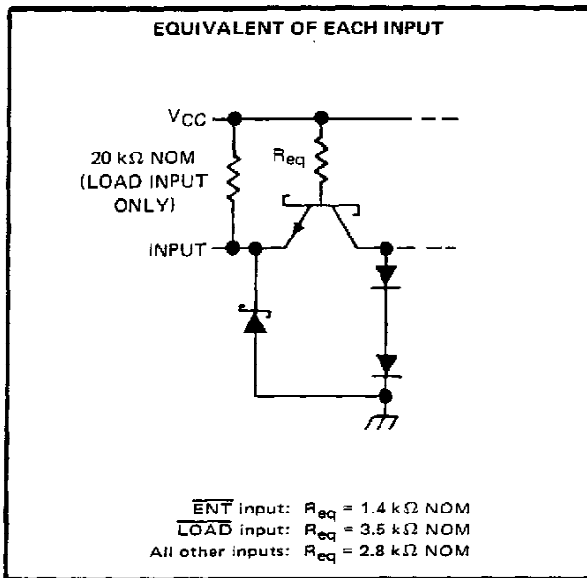 EQUIVALENT OF EACH INPUT
VCC
20 kΩ NOM
(LOAD INPUT
ONLY)
Req
INPUT
ENT input: Req = 1.4 kΩ NOM
LOAD input: Req = 3.5 kΩ NOM
All other inputs: Req = 2.8 kΩ NOM